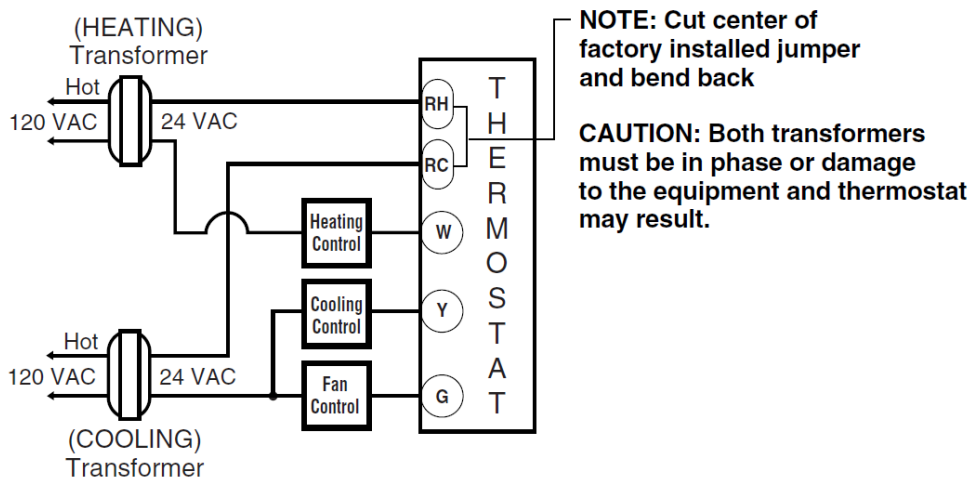 (HEATING)
Transformer
Hot
120 VAC
24 VAC
NOTE: Cut center of
factory installed jumper
and bend back
CAUTION: Both transformers
must be in phase or damage
to the equipment and thermostat
may result.
RH
RC
W
Y
G
THERMOSTAT
Heating
Control
Cooling
Control
Fan
Control
Hot
120 VAC
24 VAC
(COOLING)
Transformer